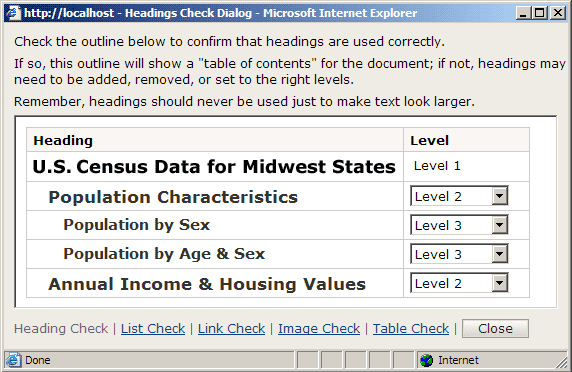 http://localhost - Headings Check Dialog - Microsoft Internet Explorer
Check the outline below to confirm that headings are used correctly.
If so, this outline will show a "table of contents" for the document; if not, headings may
need to be added, removed, or set to the right levels.
Remember, headings should never be used just to make text look larger.
Heading Level
U.S. Census Data for Midwest States Level 1
Population Characteristics Level 2
Population by Sex Level 3
Population by Age & Sex Level 3
Annual Income & Housing Values Level 2
Heading Check | List Check | Link Check | Image Check | Table Check | Close
Done Internet